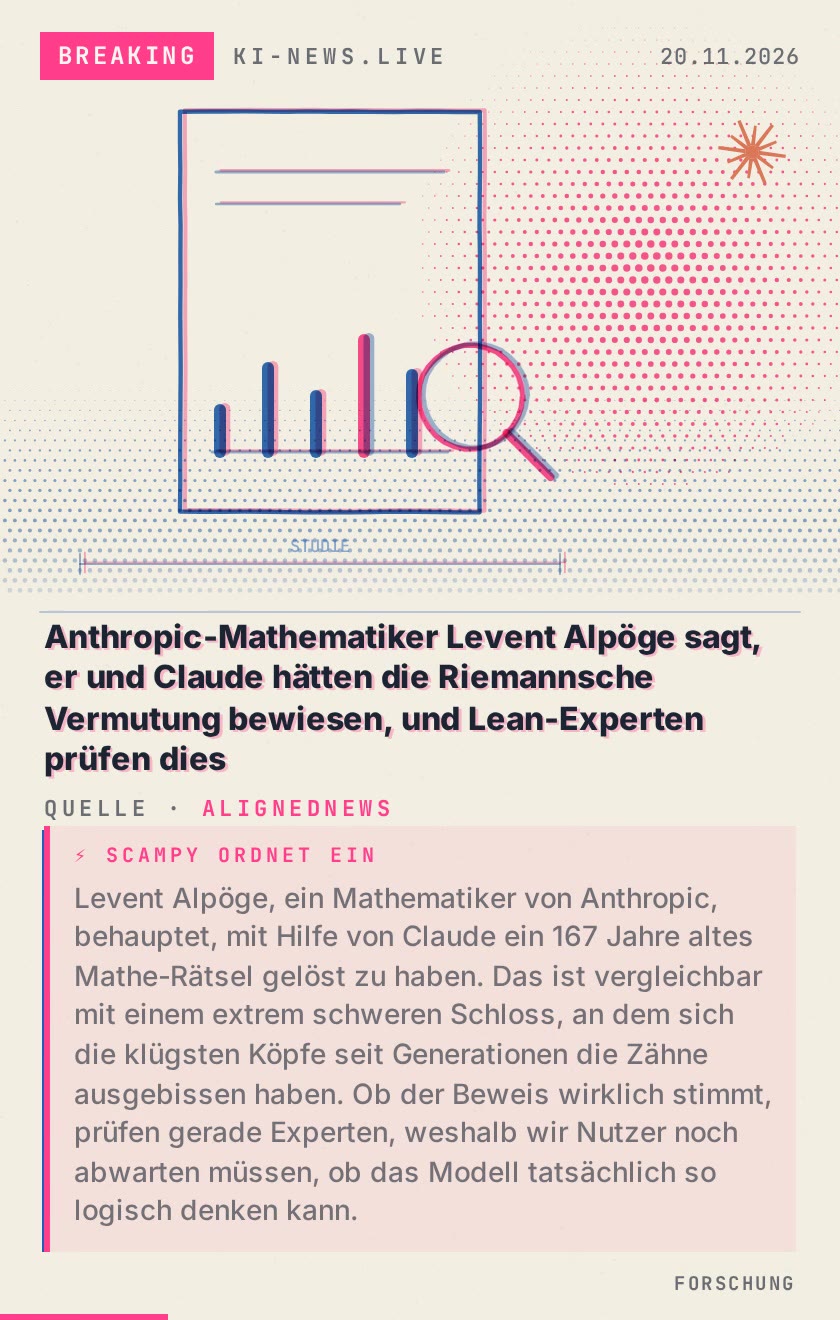 BREAKING KI-NEWS.LIVE 20.11.2026
STUDIE
Anthropic-Mathematiker Levent Alpöge sagt,
er und Claude hätten die Riemannsche
Vermutung bewiesen, und Lean-Experten
prüfen dies
QUELLE · ALIGNEDNEWS
⚡ SCAMPY ORDNET EIN
Levent Alpöge, ein Mathematiker von Anthropic,
behauptet, mit Hilfe von Claude ein 167 Jahre altes
Mathe-Rätsel gelöst zu haben. Das ist vergleichbar
mit einem extrem schweren Schloss, an dem sich
die klügsten Köpfe seit Generationen die Zähne
ausgebissen haben. Ob der Beweis wirklich stimmt,
prüfen gerade Experten, weshalb wir Nutzer noch
abwarten müssen, ob das Modell tatsächlich so
logisch denken kann.
FORSCHUNG